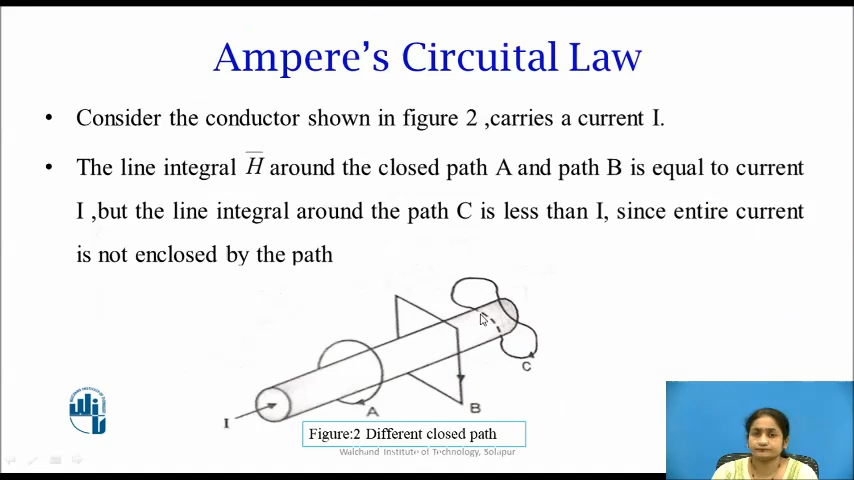 Ampere's Circuital Law
• Consider the conductor shown in figure 2 ,carries a current I.
• The line integral H̅ around the closed path A and path B is equal to current
I ,but the line integral around the path C is less than I, since entire current
is not enclosed by the path
C
B
A
I
Figure:2 Different closed path
Walchand Institute of Technology, Solapur